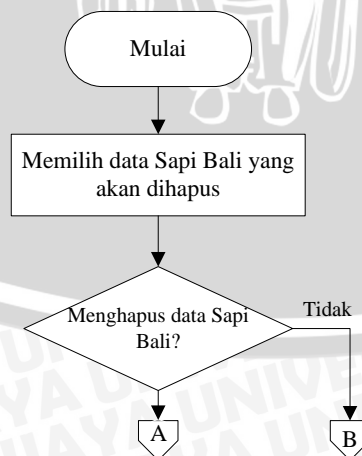 Mulai
Memilih data Sapi Bali yang
akan dihapus
Menghapus data Sapi
Bali?
Tidak
A
B